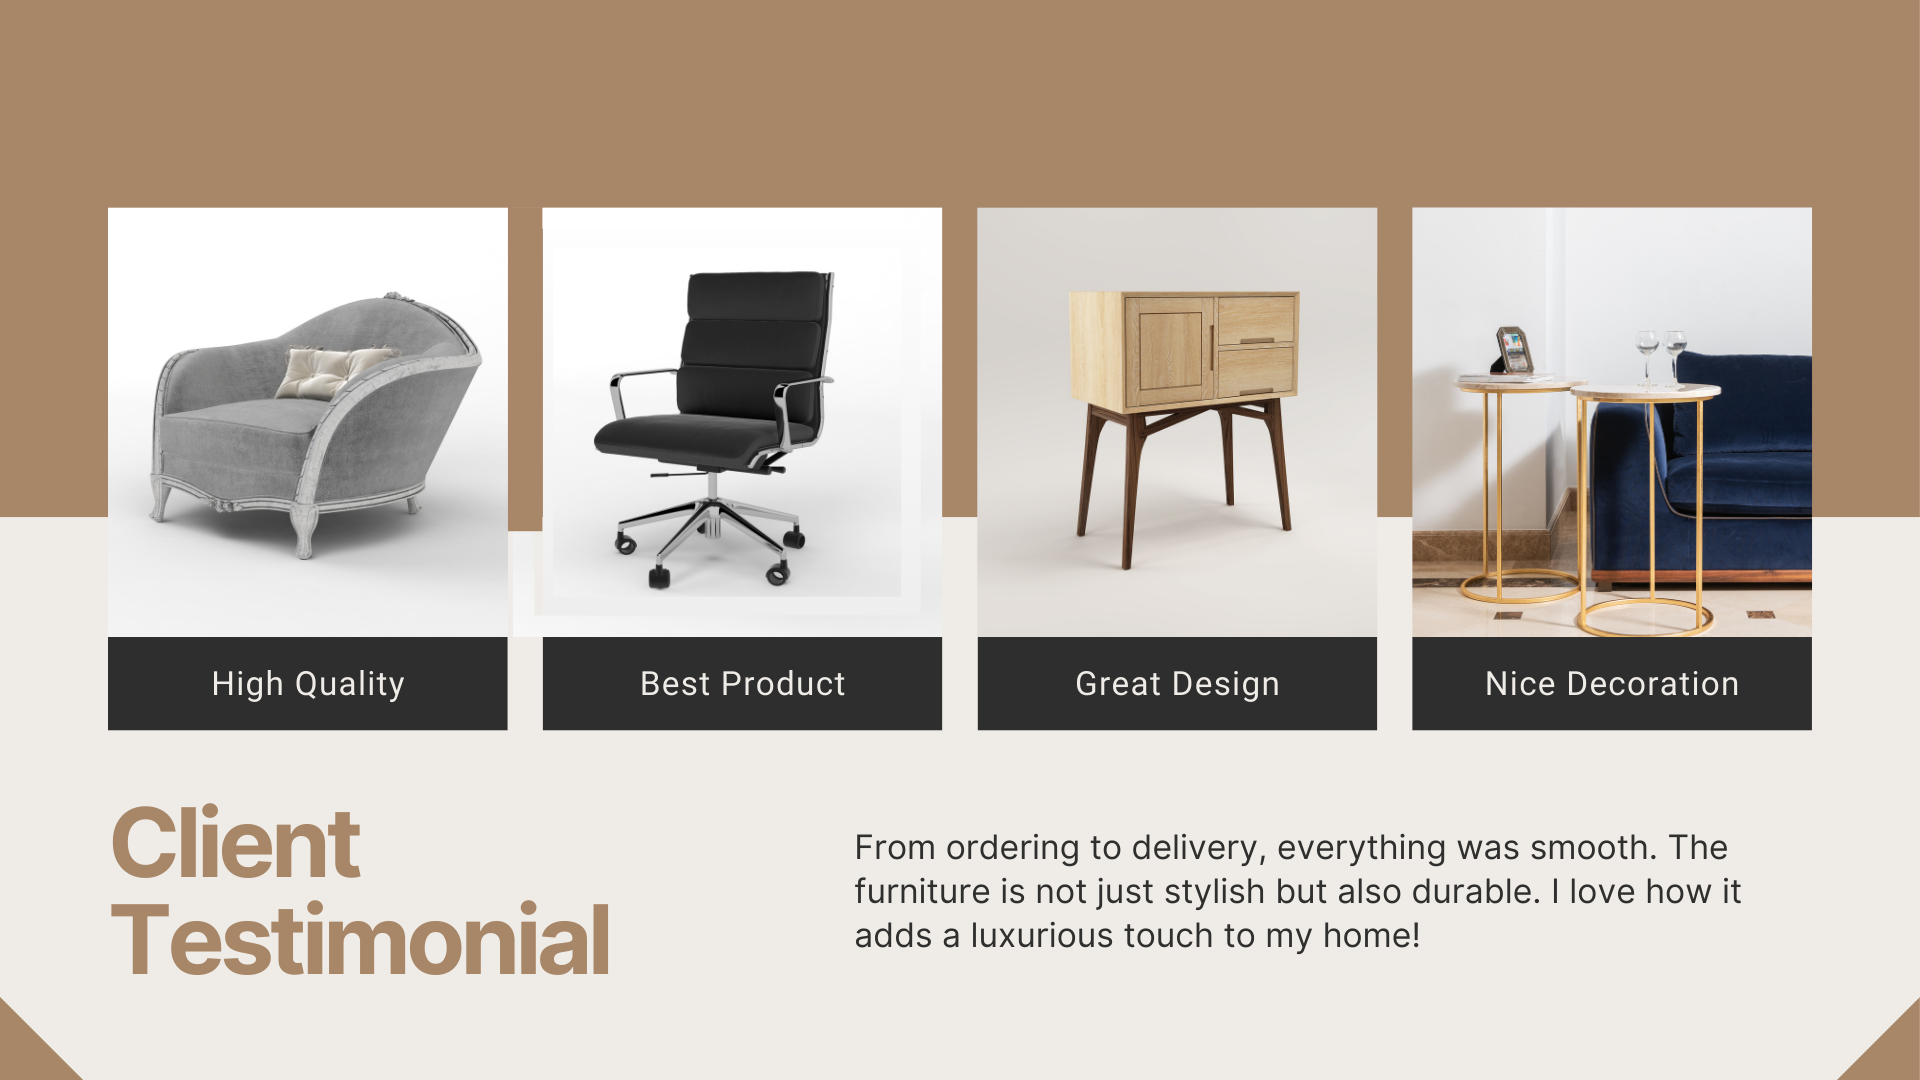 High Quality
Best Product
Great Design
Nice Decoration
Client
Testimonial
From ordering to delivery, everything was smooth. The
furniture is not just stylish but also durable. I love how it
adds a luxurious touch to my home!